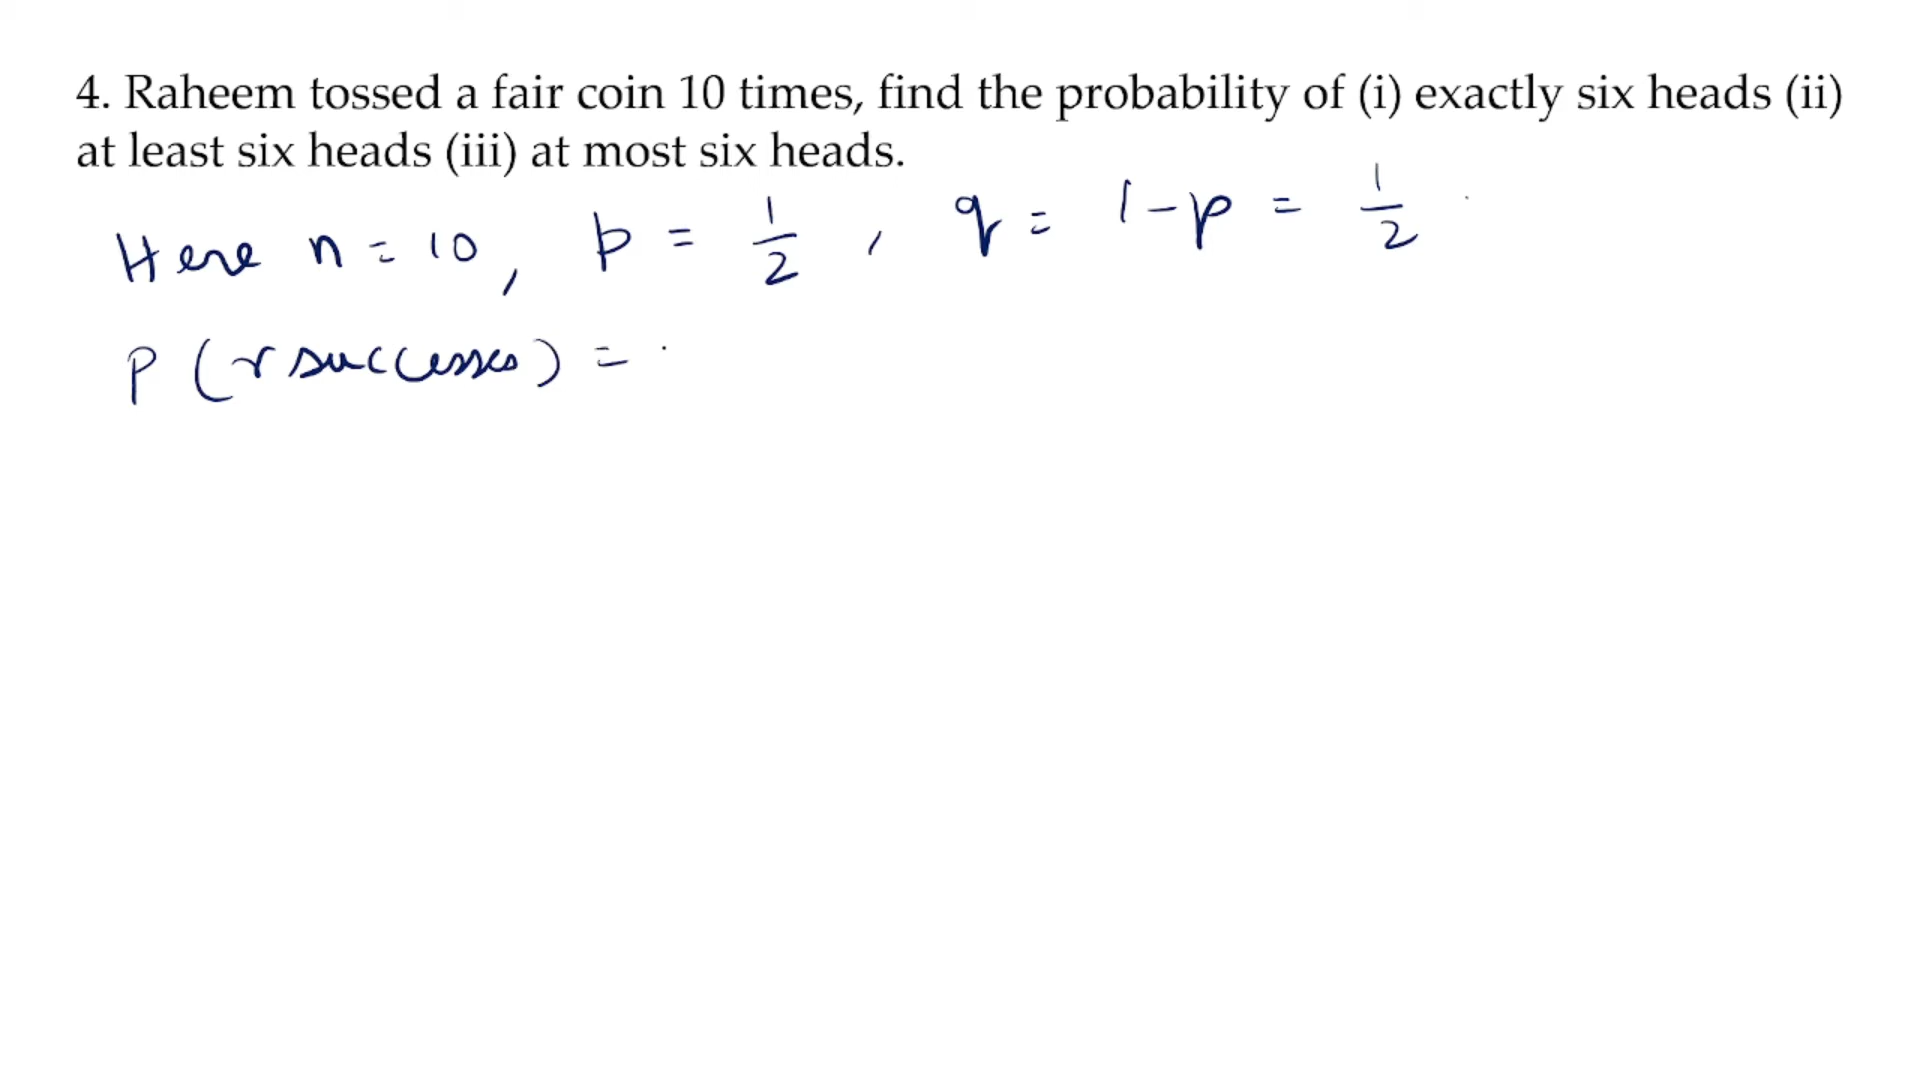 4. Raheem tossed a fair coin 10 times, find the probability of (i) exactly six heads (ii)
at least six heads (iii) at most six heads.
Here n = 10, p = 1/2, q = 1 - p = 1/2
P (r successes) =